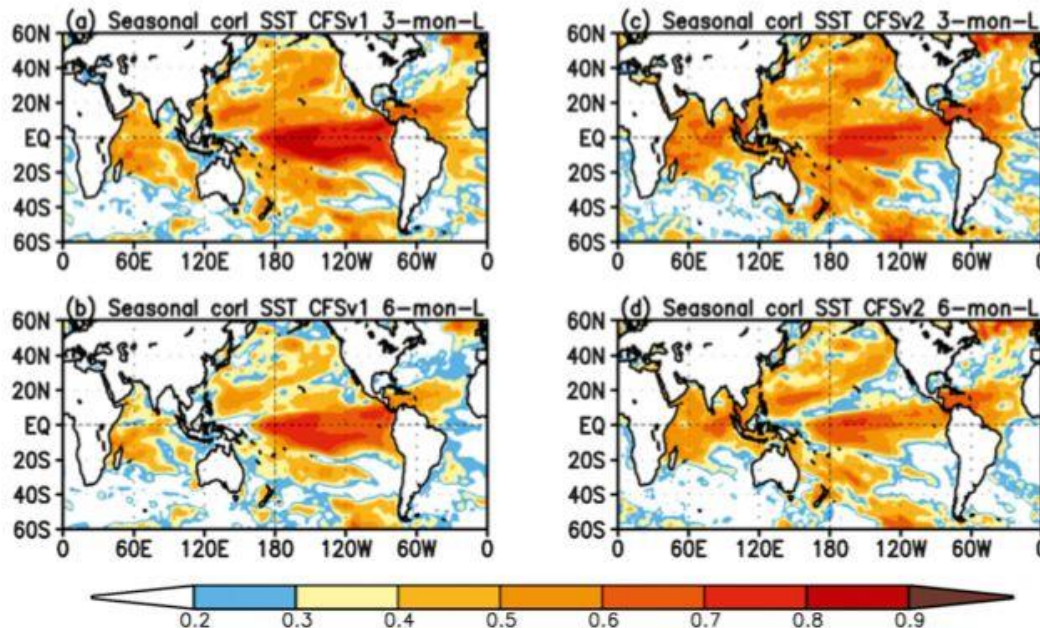 (a) Seasonal corl SST CFSv1 3-mon-L
60N
40N
20N
EQ
20S
40S
60S
0 60E 120E 180 120W 60W 0
(c) Seasonal corl SST CFSv2 3-mon-L
60N
40N
20N
EQ
20S
40S
60S
0 60E 120E 180 120W 60W 0
(b) Seasonal corl SST CFSv1 6-mon-L
60N
40N
20N
EQ
20S
40S
60S
0 60E 120E 180 120W 60W 0
(d) Seasonal corl SST CFSv2 6-mon-L
60N
40N
20N
EQ
20S
40S
60S
0 60E 120E 180 120W 60W 0
0.2 0.3 0.4 0.5 0.6 0.7 0.8 0.9